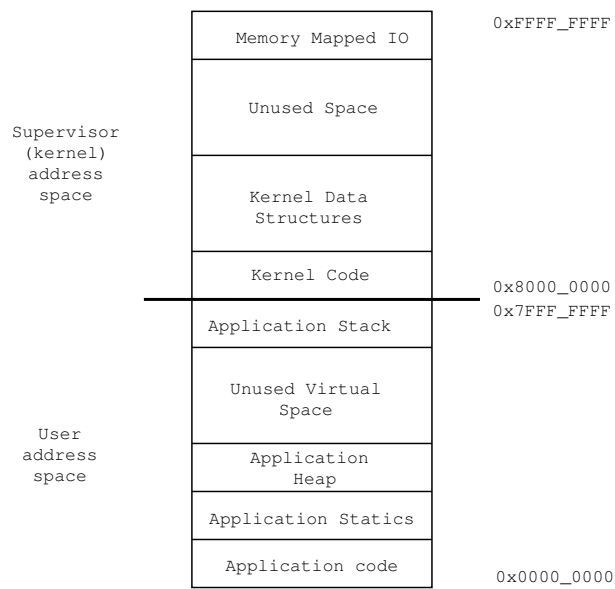 0xFFFF_FFFF
Memory Mapped IO
Unused Space
Supervisor
(kernel)
address
space
Kernel Data
Structures
Kernel Code
0x8000_0000
0x7FFF_FFFF
Application Stack
Unused Virtual
Space
User
address
space
Application
Heap
Application Statics
Application code
0x0000_0000